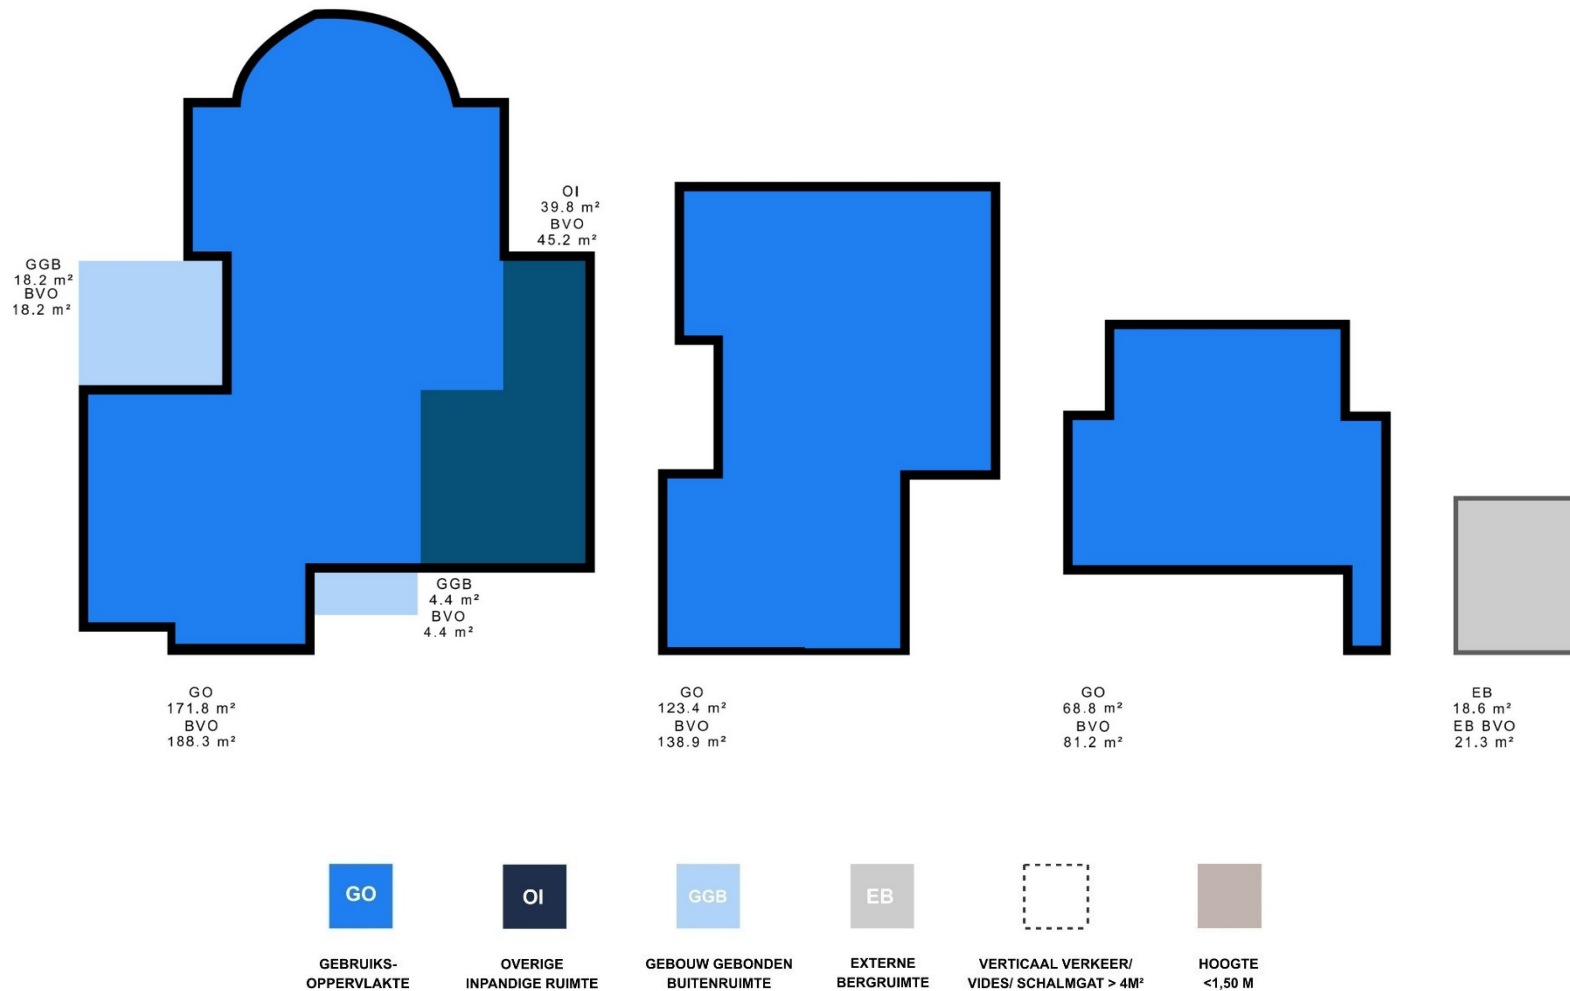 OI
39.8 m²
BVO
45.2 m²
GGB
18.2 m²
BVO
18.2 m²
GGB
4.4 m²
BVO
4.4 m²
GO
171.8 m²
BVO
188.3 m²
GO
123.4 m²
BVO
138.9 m²
GO
68.8 m²
BVO
81.2 m²
EB
18.6 m²
EB BVO
21.3 m²
GO
OI
GGB
EB
GEBRUIKS-
OPPERVLAKTE
OVERIGE
INPANDIGE RUIMTE
GEBOUW GEBONDEN
BUITENRUIMTE
EXTERNE
BERGRUIMTE
VERTICAAL VERKEER/
VIDES/ SCHALMGAT > 4M²
HOOGTE
<1,50 M